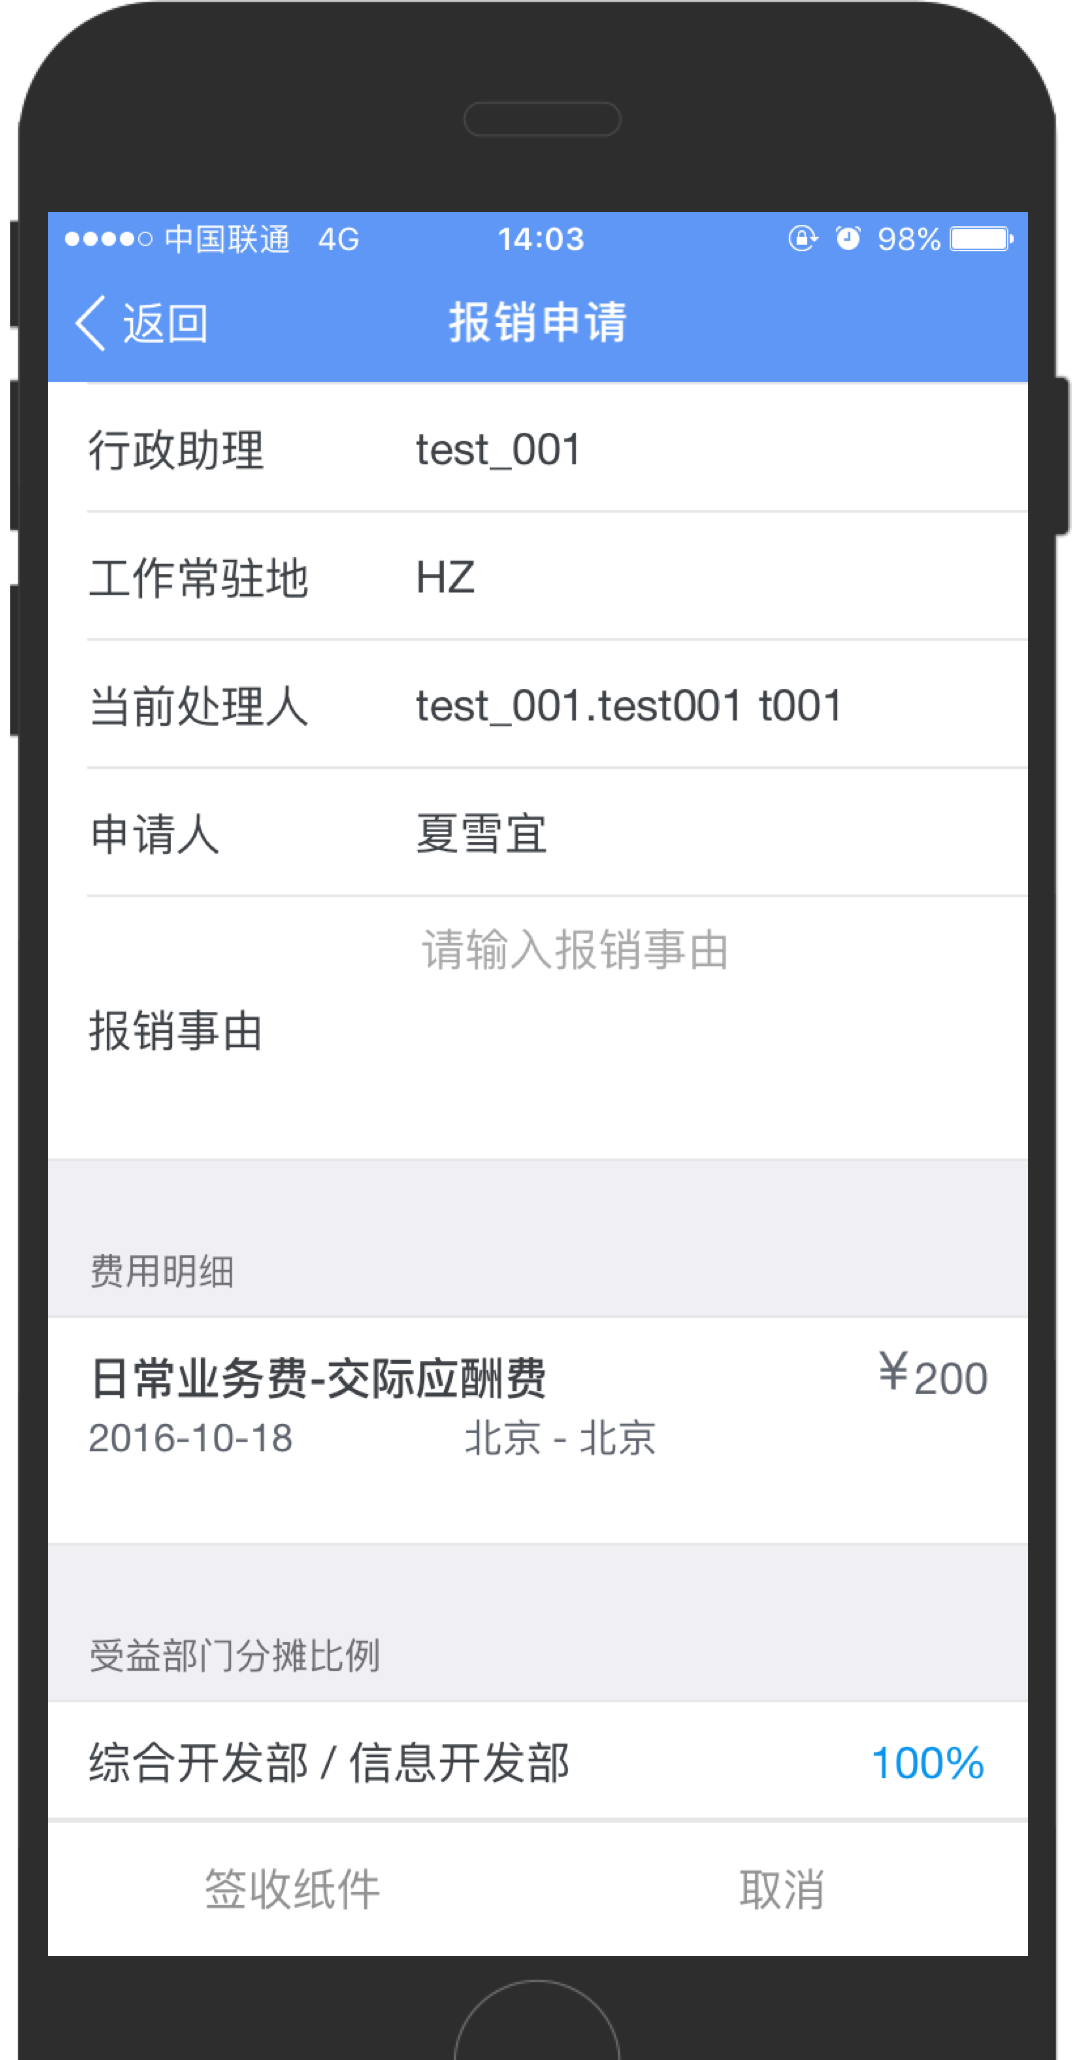 中国联通 4G 14:03 98%
返回 报销申请
行政助理 test_001
工作常驻地 HZ
当前处理人 test_001.test001 t001
申请人 夏雪宜
请输入报销事由
报销事由
费用明细
日常业务费-交际应酬费 ¥200
2016-10-18 北京 - 北京
受益部门分摊比例
综合开发部 / 信息开发部 100%
签收纸件 取消